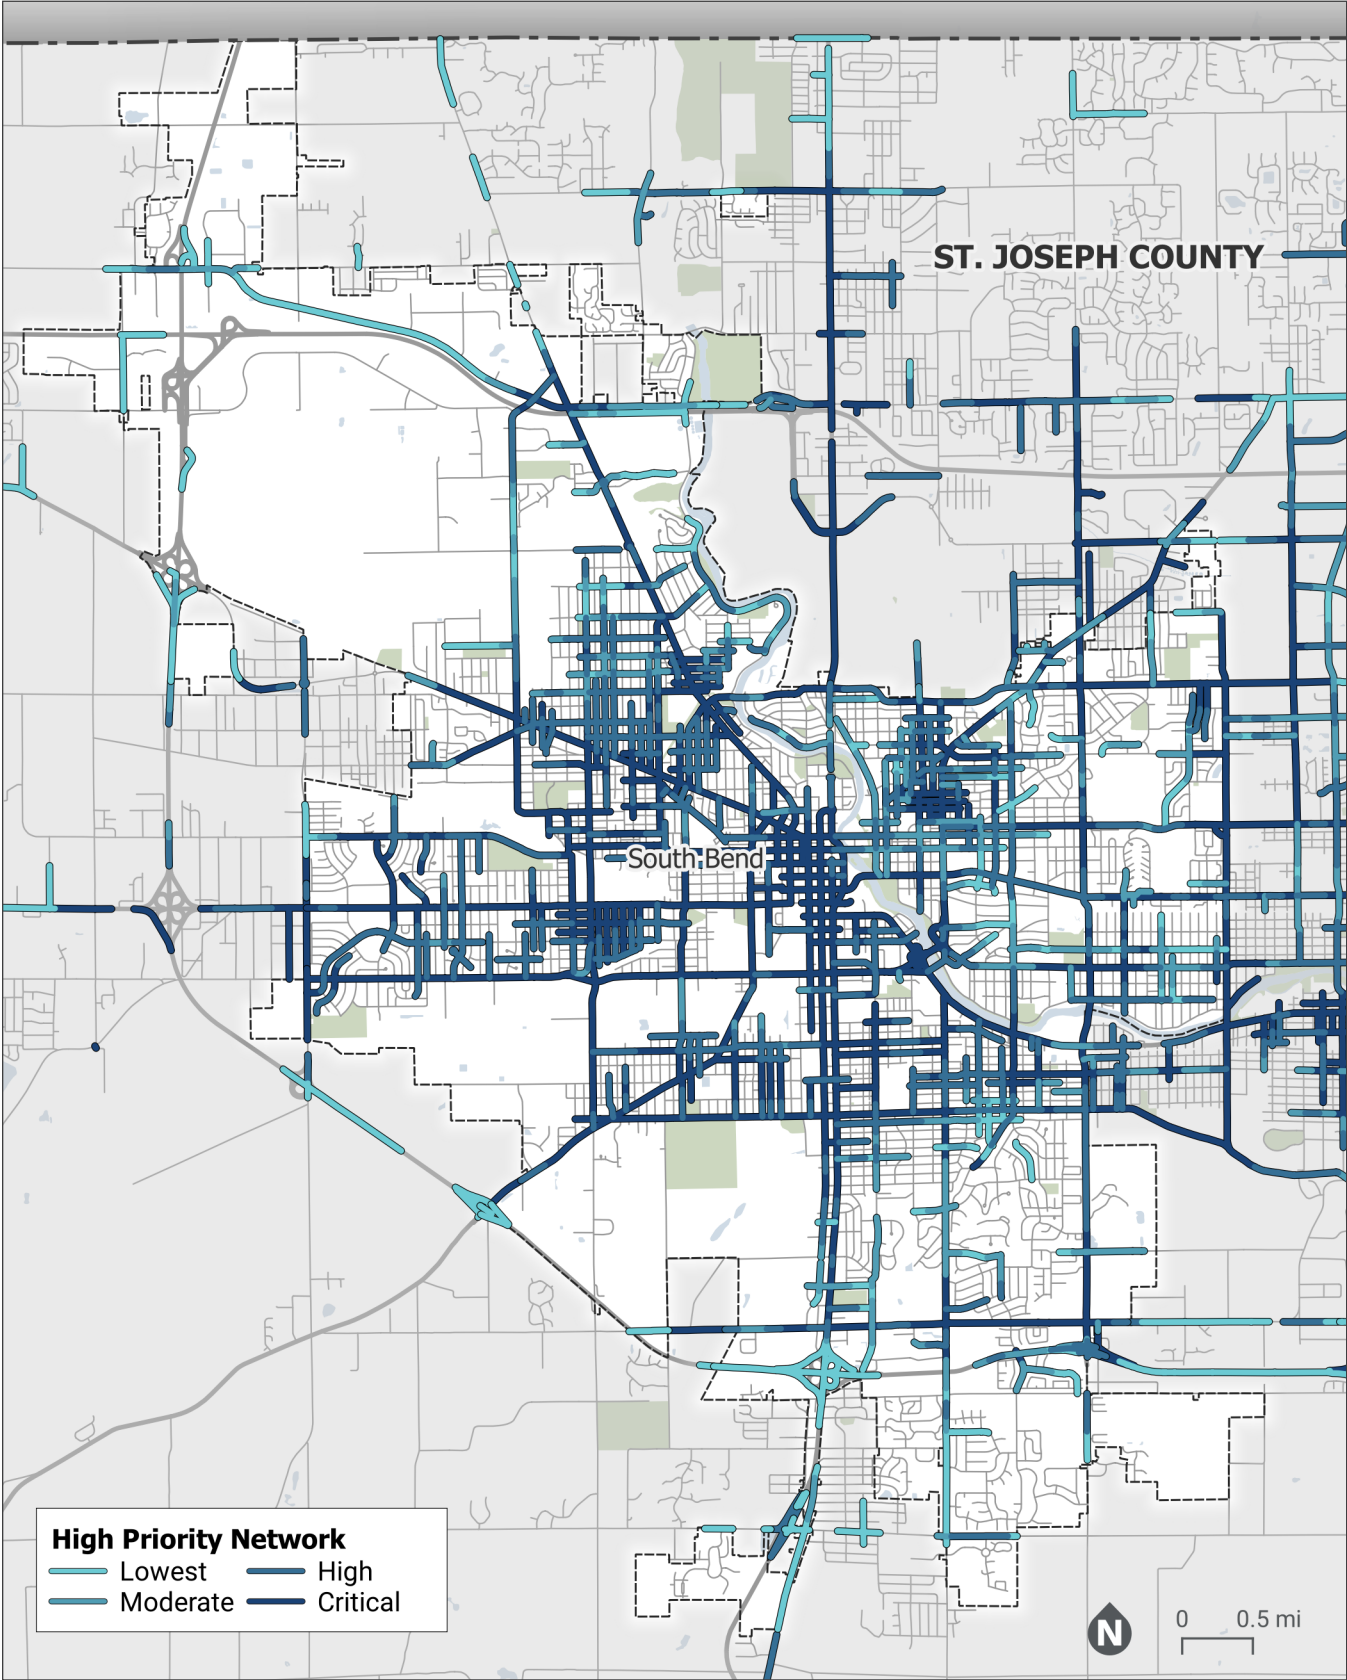 ST. JOSEPH COUNTY
South Bend
High Priority Network
Lowest High
Moderate Critical
N
0 0.5 mi